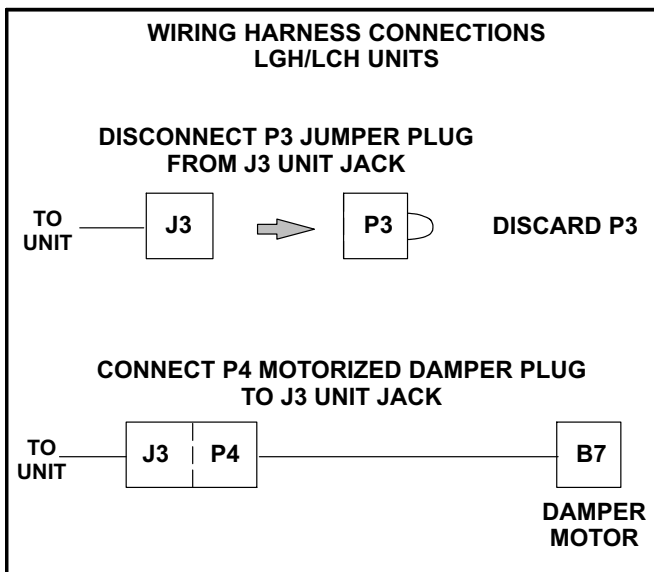 WIRING HARNESS CONNECTIONS
LGH/LCH UNITS
DISCONNECT P3 JUMPER PLUG
FROM J3 UNIT JACK
TO
UNIT
J3
P3
DISCARD P3
CONNECT P4 MOTORIZED DAMPER PLUG
TO J3 UNIT JACK
TO
UNIT
J3
P4
B7
DAMPER
MOTOR